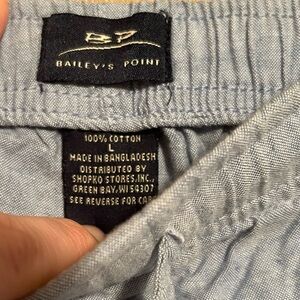 BP
BAILEY'S POINT
100% COTTON
L
MADE IN BANGLADESH
DISTRIBUTED BY
SHOPKO STORES, INC.,
GREEN BAY, WI 54307
SEE REVERSE FOR CAR